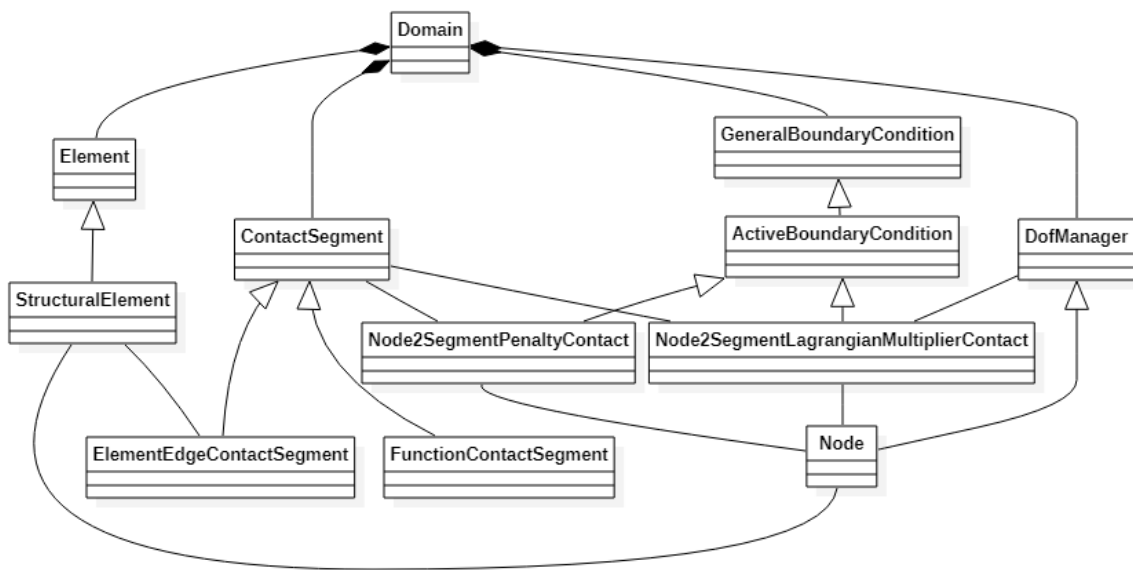 Domain
GeneralBoundaryCondition
Element
ContactSegment
ActiveBoundaryCondition
DofManager
StructuralElement
Node2SegmentPenaltyContact
Node2SegmentLagrangianMultiplierContact
ElementEdgeContactSegment
FunctionContactSegment
Node